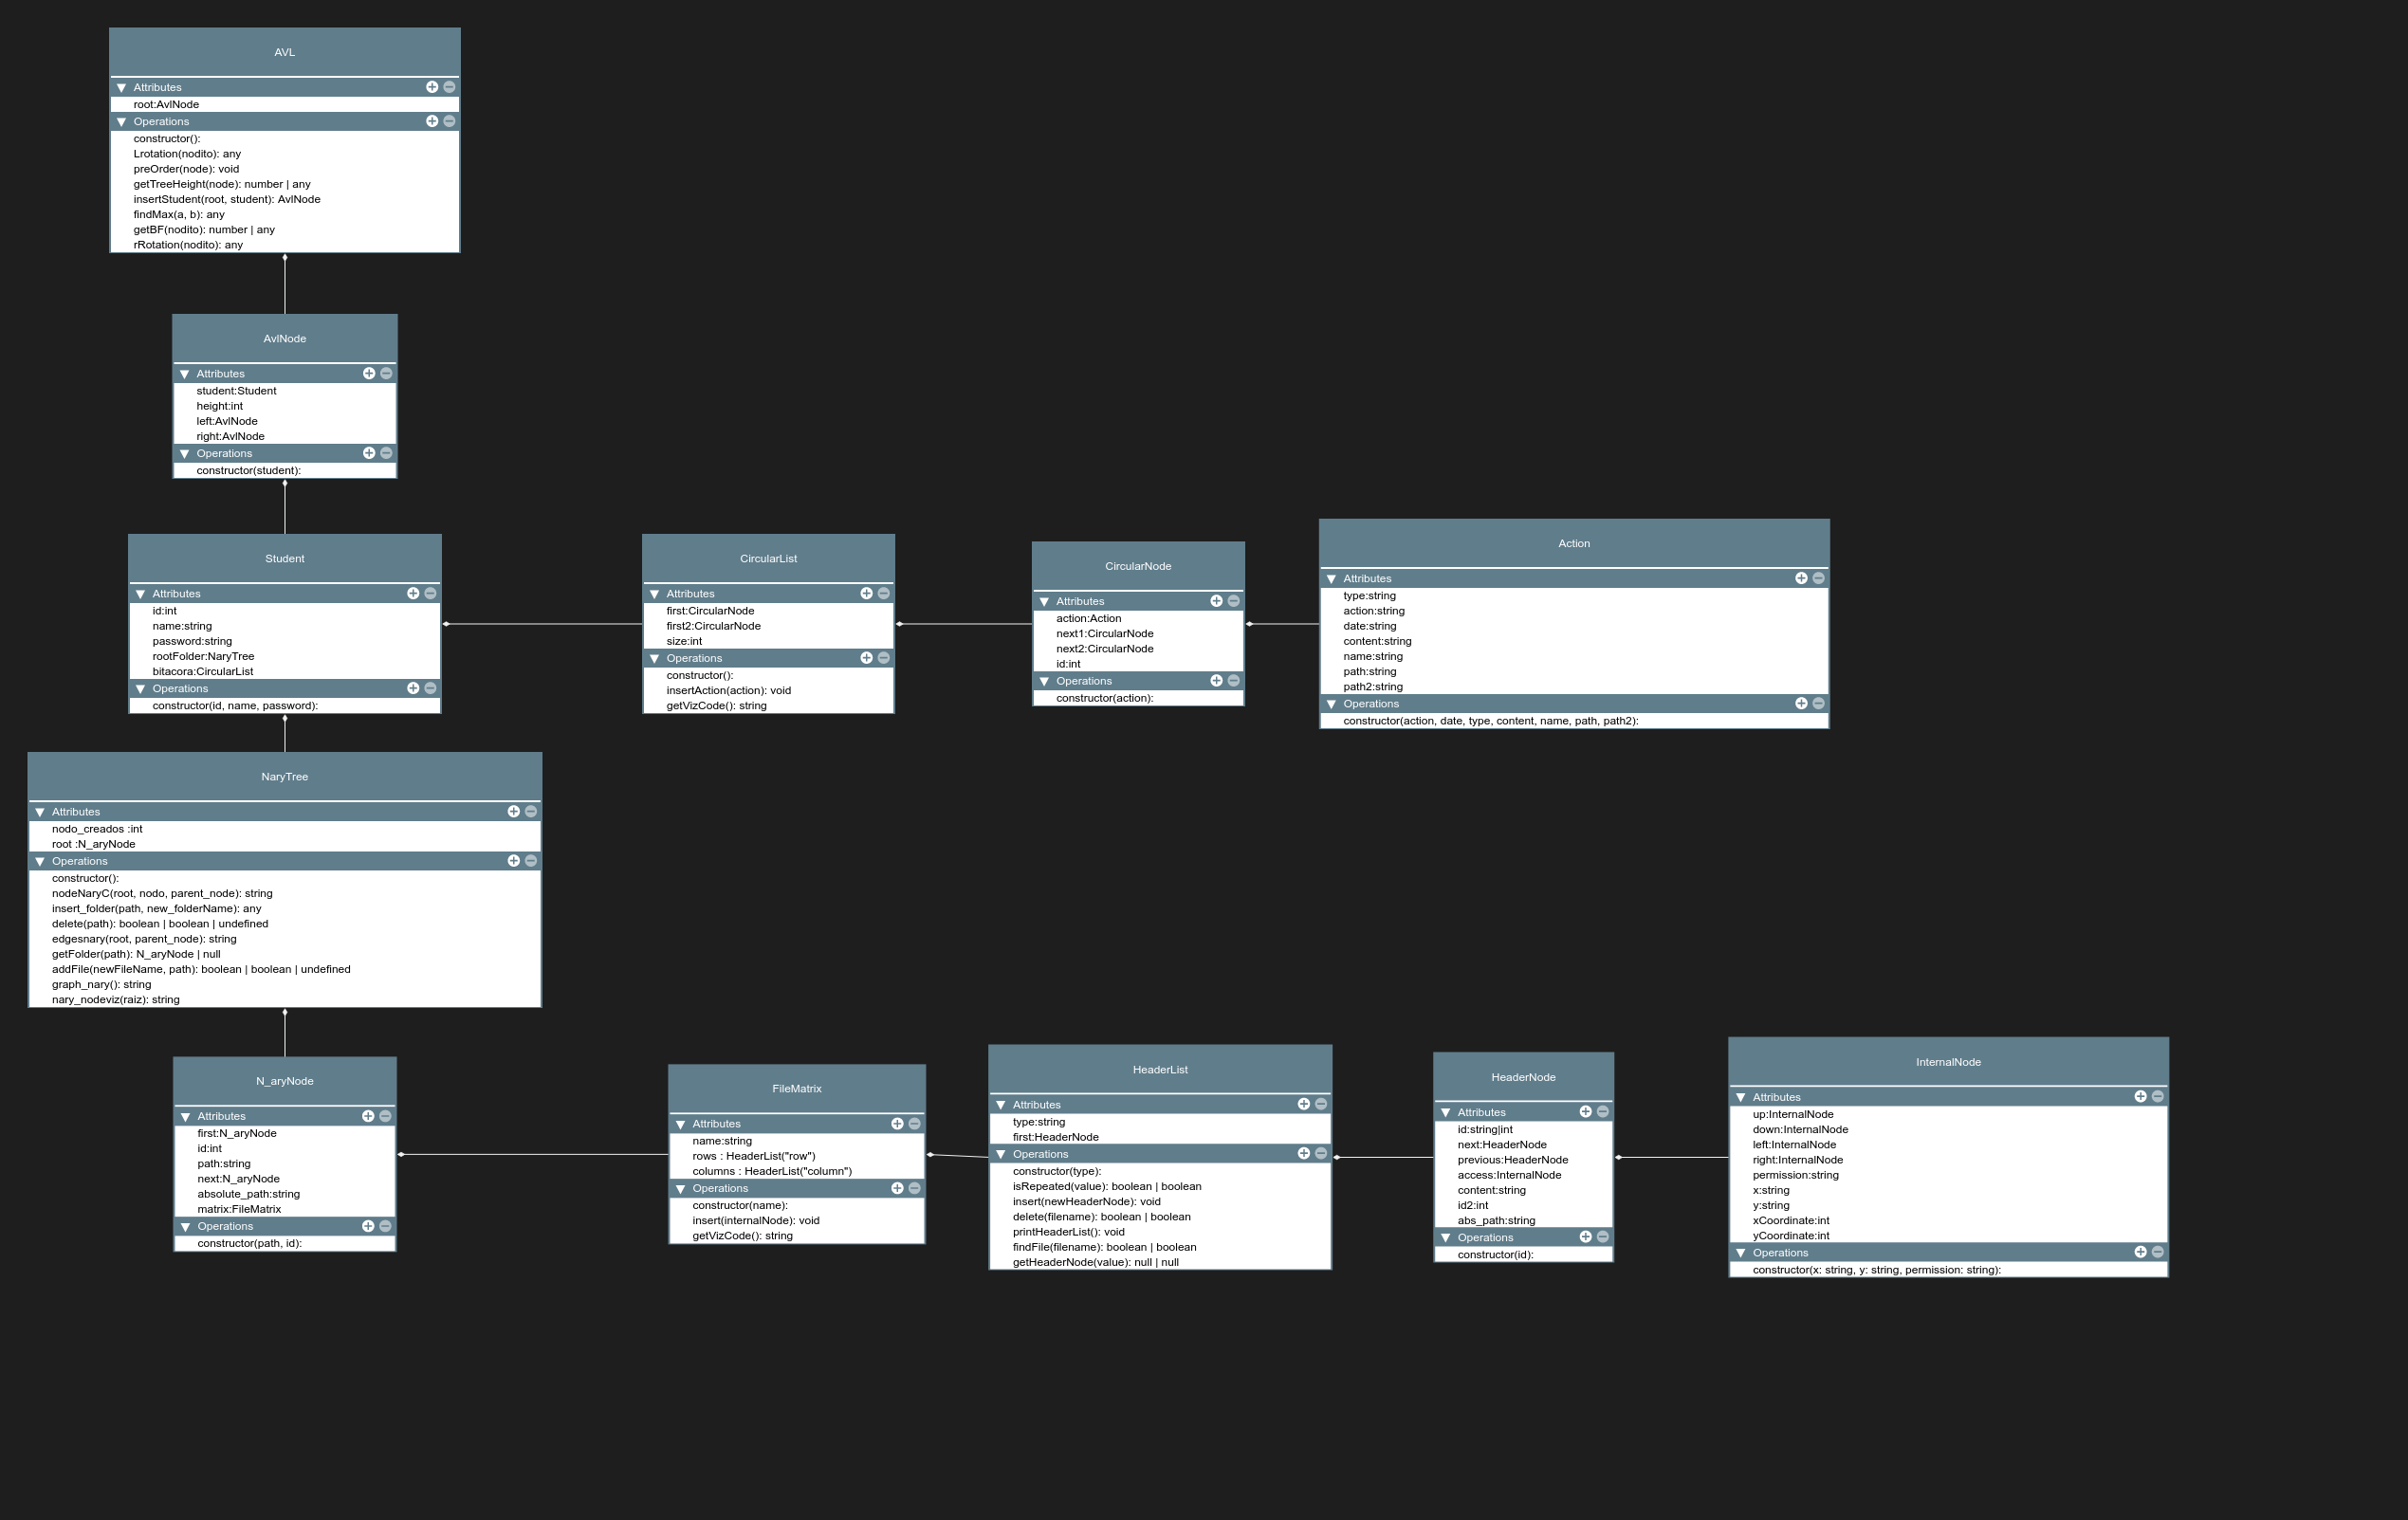 AVL
Attributes
root:AvlNode
Operations
constructor():
Lrotation(nodito): any
preOrder(node): void
getTreeHeight(node): number | any
insertStudent(root, student): AvlNode
findMax(a, b): any
getBF(nodito): number | any
rRotation(nodito): any
AvlNode
Attributes
student:Student
height:int
left:AvlNode
right:AvlNode
Operations
constructor(student):
Student
Attributes
id:int
name:string
password:string
rootFolder:NaryTree
bitacora:CircularList
Operations
constructor(id, name, password):
CircularList
Attributes
first:CircularNode
first2:CircularNode
size:int
Operations
constructor():
insertAction(action): void
getVizCode(): string
CircularNode
Attributes
action:Action
next1:CircularNode
next2:CircularNode
id:int
Operations
constructor(action):
Action
Attributes
type:string
action:string
date:string
content:string
name:string
path:string
path2:string
Operations
constructor(action, date, type, content, name, path, path2):
NaryTree
Attributes
nodo_creados :int
root :N_aryNode
Operations
constructor():
nodeNaryC(root, nodo, parent_node): string
insert_folder(path, new_folderName): any
delete(path): boolean | boolean | undefined
edgesnary(root, parent_node): string
getFolder(path): N_aryNode | null
addFile(newFileName, path): boolean | boolean | undefined
graph_nary(): string
nary_nodeviz(raiz): string
N_aryNode
Attributes
first:N_aryNode
id:int
path:string
next:N_aryNode
absolute_path:string
matrix:FileMatrix
Operations
constructor(path, id):
FileMatrix
Attributes
name:string
rows : HeaderList("row")
columns : HeaderList("column")
Operations
constructor(name):
insert(internalNode): void
getVizCode(): string
HeaderList
Attributes
type:string
first:HeaderNode
Operations
constructor(type):
isRepeated(value): boolean | boolean
insert(newHeaderNode): void
delete(filename): boolean | boolean
printHeaderList(): void
findFile(filename): boolean | boolean
getHeaderNode(value): null | null
HeaderNode
Attributes
id:string|int
next:HeaderNode
previous:HeaderNode
access:InternalNode
content:string
id2:int
abs_path:string
Operations
constructor(id):
InternalNode
Attributes
up:InternalNode
down:InternalNode
left:InternalNode
right:InternalNode
permission:string
x:string
y:string
xCoordinate:int
yCoordinate:int
Operations
constructor(x: string, y: string, permission: string):